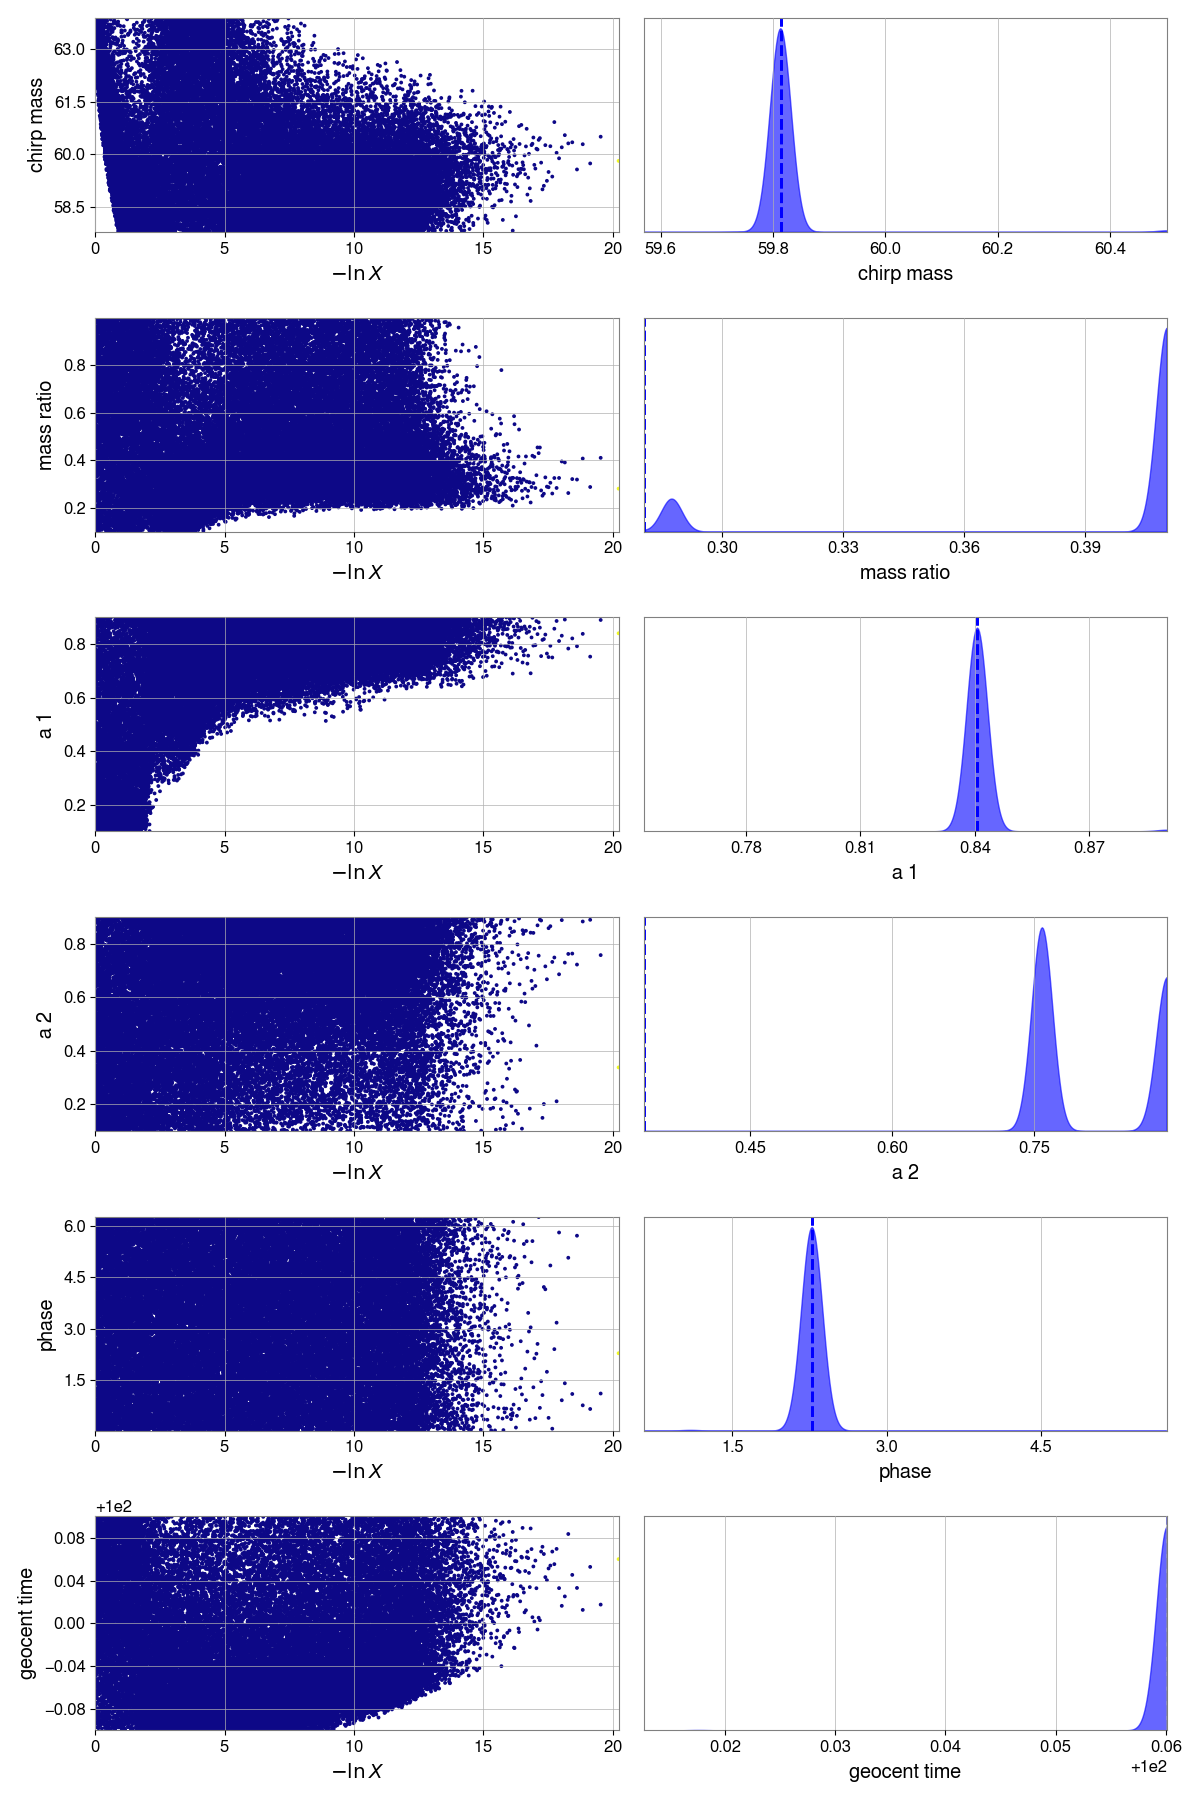 63.0
61.5
60.0
58.5
chirp mass
0 5 10 15 20
−ln X
59.6 59.8 60.0 60.2 60.4
chirp mass
0.8
0.6
0.4
0.2
mass ratio
0 5 10 15 20
−ln X
0.30 0.33 0.36 0.39
mass ratio
0.8
0.6
0.4
0.2
a 1
0 5 10 15 20
−ln X
0.78 0.81 0.84 0.87
a 1
0.8
0.6
0.4
0.2
a 2
0 5 10 15 20
−ln X
0.45 0.60 0.75
a 2
6.0
4.5
3.0
1.5
phase
0 5 10 15 20
−ln X
1.5 3.0 4.5
phase
+1e2
0.08
0.04
0.00
−0.04
−0.08
geocent time
0 5 10 15 20
−ln X
0.02 0.03 0.04 0.05 0.06
+1e2
geocent time